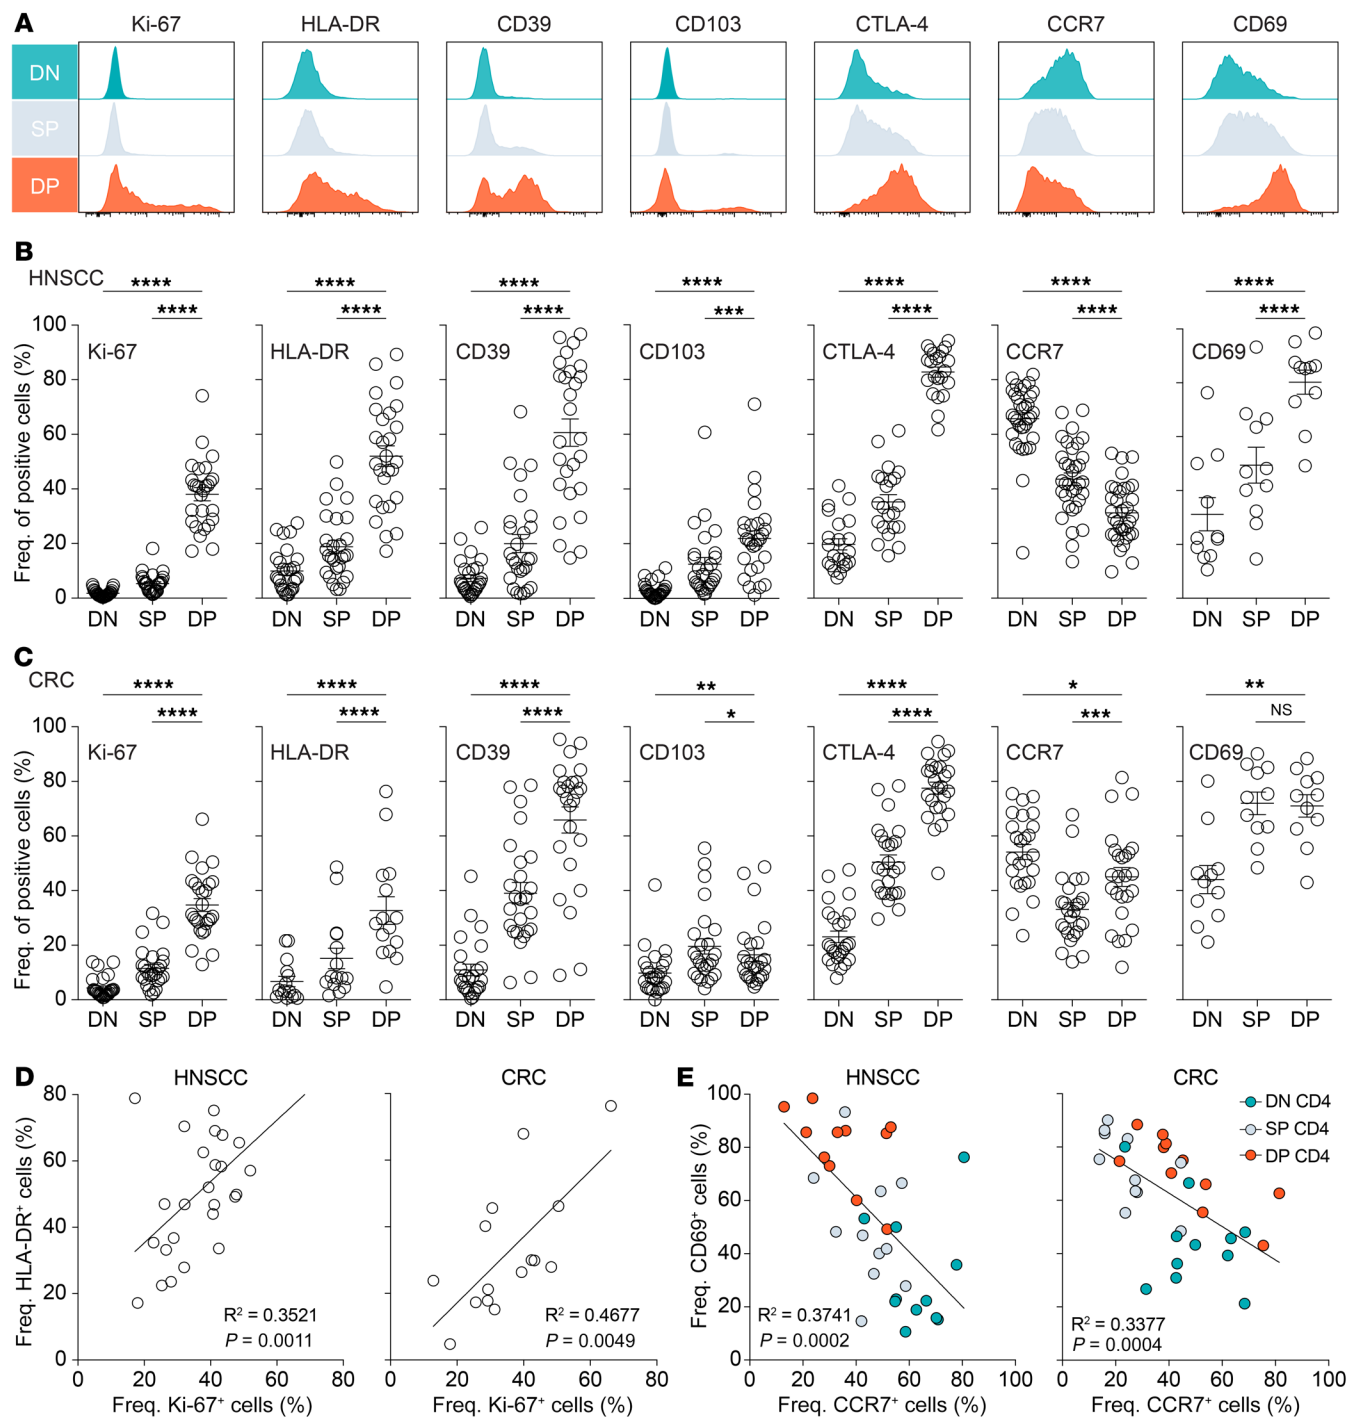 A
Ki-67 HLA-DR CD39 CD103 CTLA-4 CCR7 CD69
DN
SP
DP
B
HNSCC
**** **** **** **** **** **** ****
**** **** **** *** **** **** ****
Freq. of positive cells (%)
100
80
60
40
20
0
Ki-67 HLA-DR CD39 CD103 CTLA-4 CCR7 CD69
DN SP DP DN SP DP DN SP DP DN SP DP DN SP DP DN SP DP DN SP DP
C
CRC
**** **** **** ** **** * **
**** **** **** * **** *** NS
Freq. of positive cells (%)
100
80
60
40
20
0
Ki-67 HLA-DR CD39 CD103 CTLA-4 CCR7 CD69
DN SP DP DN SP DP DN SP DP DN SP DP DN SP DP DN SP DP DN SP DP
D
HNSCC
CRC
Freq. HLA-DR⁺ cells (%)
80
60
40
20
0
R² = 0.3521
P = 0.0011
0 20 40 60 80
Freq. Ki-67⁺ cells (%)
R² = 0.4677
P = 0.0049
0 20 40 60 80
Freq. Ki-67⁺ cells (%)
E
HNSCC
CRC
Freq. CD69⁺ cells (%)
100
80
60
40
20
0
R² = 0.3741
P = 0.0002
0 20 40 60 80 100
Freq. CCR7⁺ cells (%)
DN CD4
SP CD4
DP CD4
R² = 0.3377
P = 0.0004
0 20 40 60 80 100
Freq. CCR7⁺ cells (%)